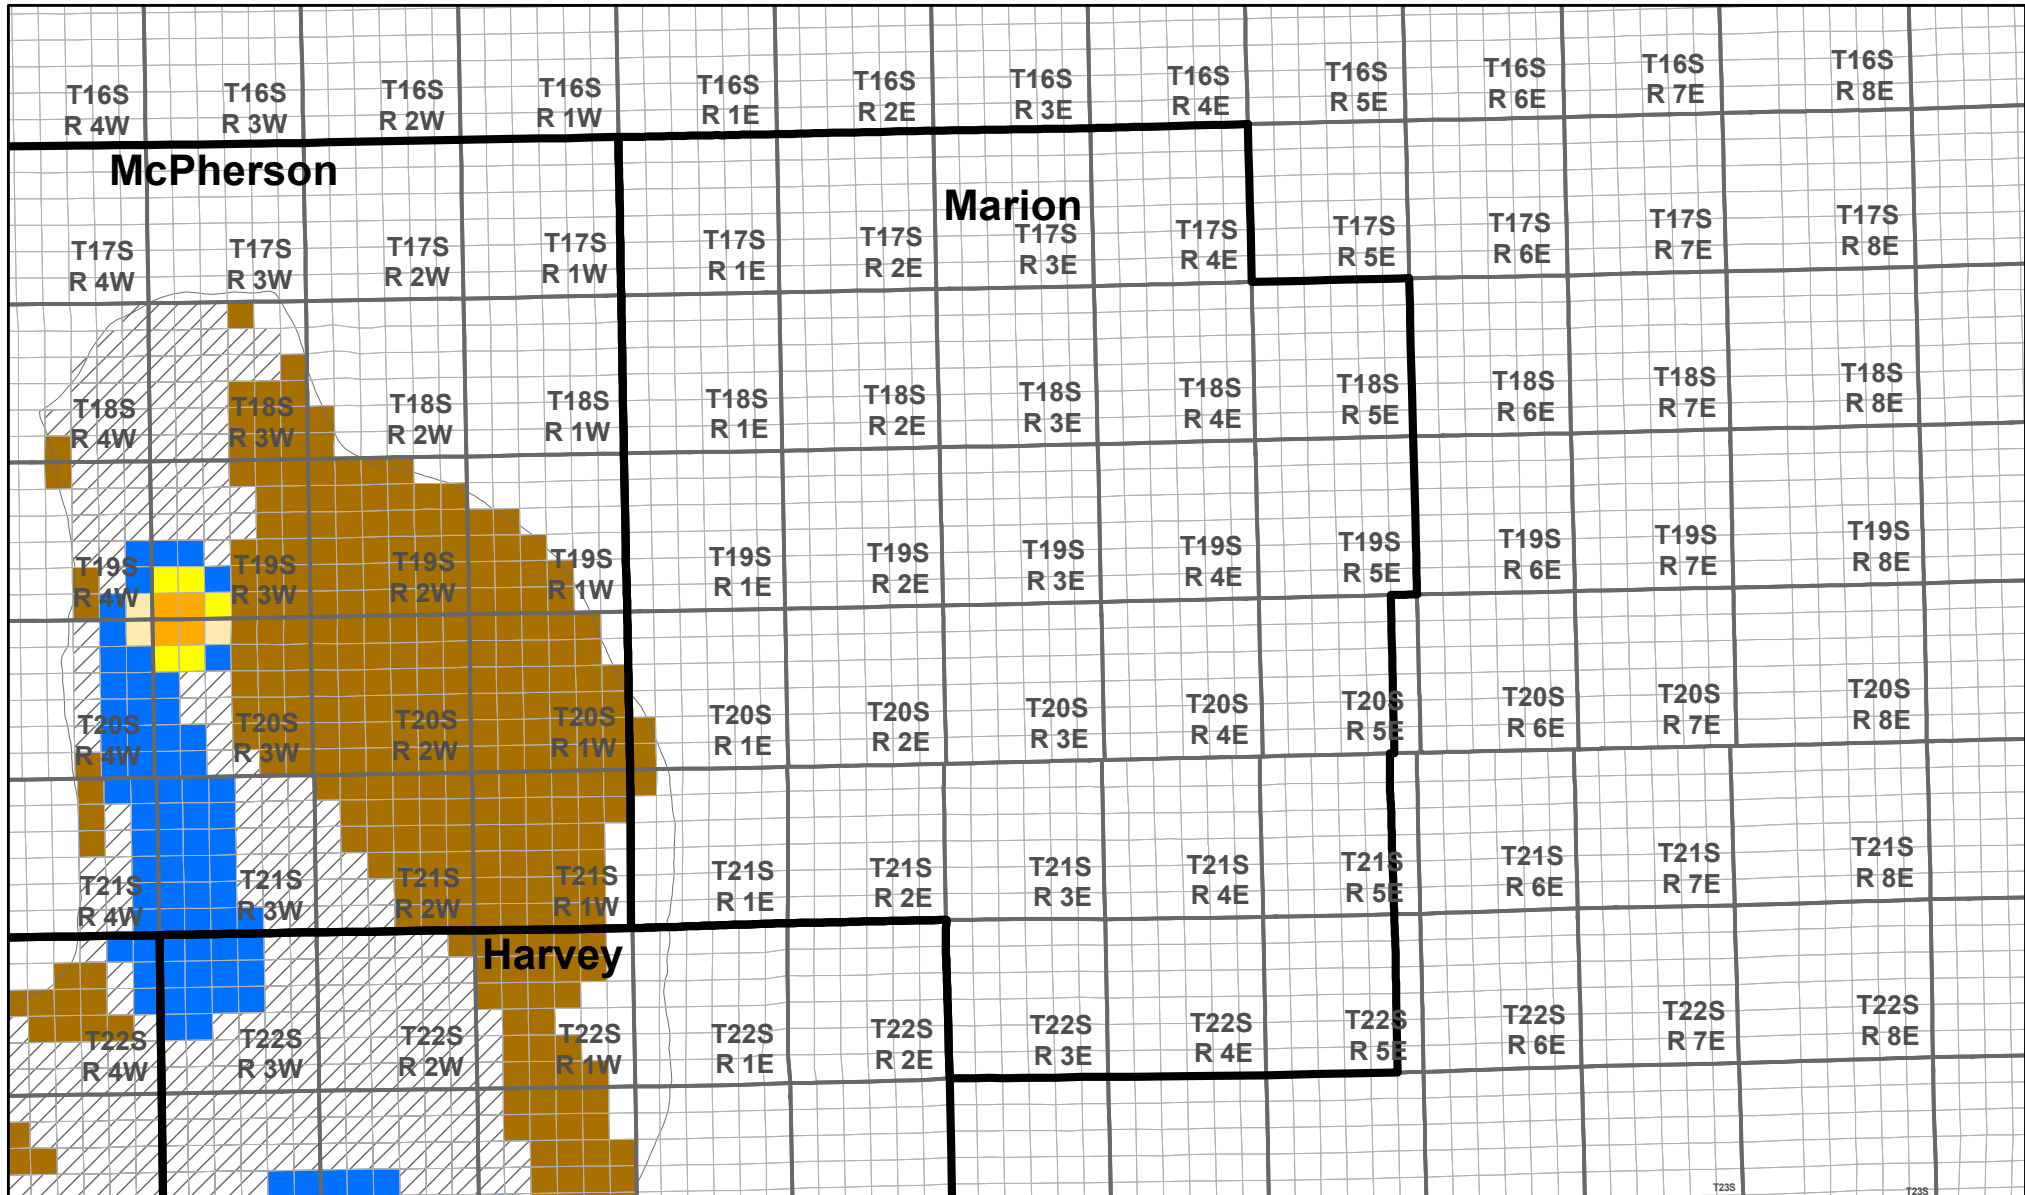 T16S
R 4W
T16S
R 3W
T16S
R 2W
T16S
R 1W
T16S
R 1E
T16S
R 2E
T16S
R 3E
T16S
R 4E
T16S
R 5E
T16S
R 6E
T16S
R 7E
T16S
R 8E
McPherson
Marion
T17S
R 4W
T17S
R 3W
T17S
R 2W
T17S
R 1W
T17S
R 1E
T17S
R 2E
T17S
R 3E
T17S
R 4E
T17S
R 5E
T17S
R 6E
T17S
R 7E
T17S
R 8E
T18S
R 4W
T18S
R 3W
T18S
R 2W
T18S
R 1W
T18S
R 1E
T18S
R 2E
T18S
R 3E
T18S
R 4E
T18S
R 5E
T18S
R 6E
T18S
R 7E
T18S
R 8E
T19S
R 4W
T19S
R 3W
T19S
R 2W
T19S
R 1W
T19S
R 1E
T19S
R 2E
T19S
R 3E
T19S
R 4E
T19S
R 5E
T19S
R 6E
T19S
R 7E
T19S
R 8E
T20S
R 4W
T20S
R 3W
T20S
R 2W
T20S
R 1W
T20S
R 1E
T20S
R 2E
T20S
R 3E
T20S
R 4E
T20S
R 5E
T20S
R 6E
T20S
R 7E
T20S
R 8E
T21S
R 4W
T21S
R 3W
T21S
R 2W
T21S
R 1W
T21S
R 1E
T21S
R 2E
T21S
R 3E
T21S
R 4E
T21S
R 5E
T21S
R 6E
T21S
R 7E
T21S
R 8E
Harvey
T22S
R 4W
T22S
R 3W
T22S
R 2W
T22S
R 1W
T22S
R 1E
T22S
R 2E
T22S
R 3E
T22S
R 4E
T22S
R 5E
T22S
R 6E
T22S
R 7E
T22S
R 8E
T23S
T23S